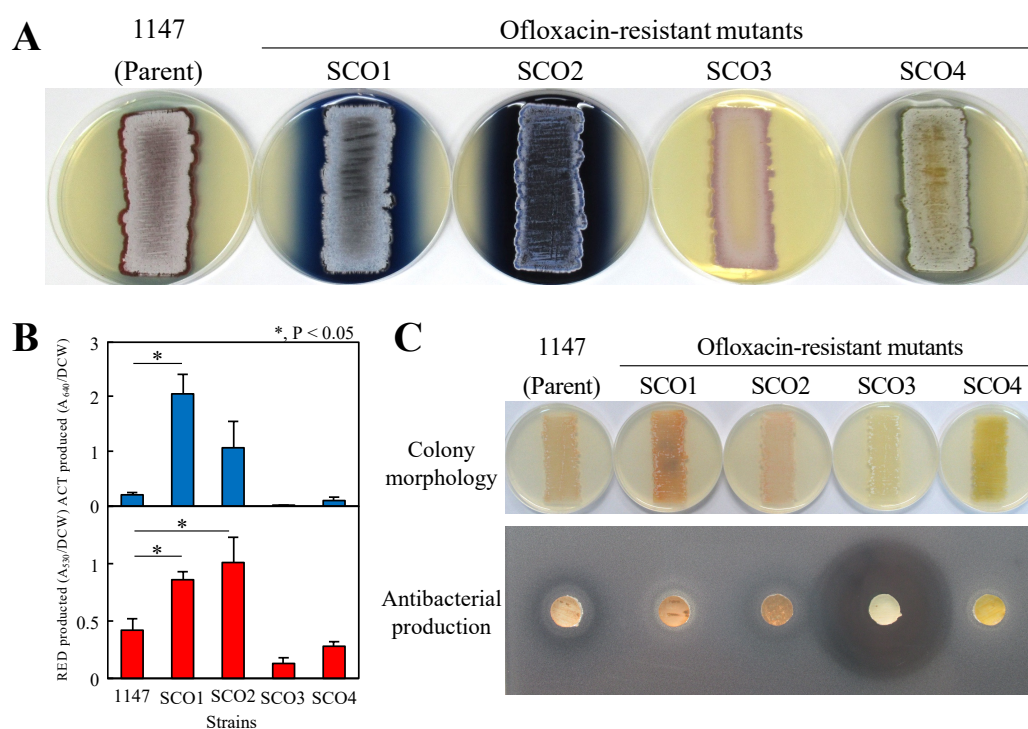 A
1147
(Parent)
Ofloxacin-resistant mutants
SCO1 SCO2 SCO3 SCO4
B
*, P < 0.05
ACT produced (A640/DCW)
3
2
1
0
*
RED producted (A530/DCW)
1
0.5
0
*
*
1147 SCO1 SCO2 SCO3 SCO4
Strains
C
1147
(Parent)
Ofloxacin-resistant mutants
SCO1 SCO2 SCO3 SCO4
Colony
morphology
Antibacterial
production